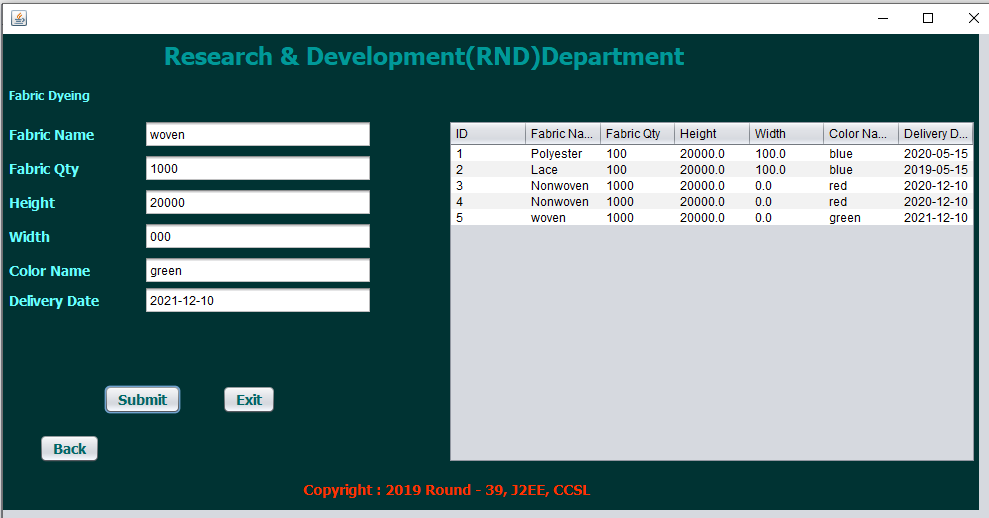 Research & Development(RND)Department
Fabric Dyeing
Fabric Name woven
Fabric Qty 1000
Height 20000
Width 000
Color Name green
Delivery Date 2021-12-10
Submit Exit
Back
ID Fabric Na... Fabric Qty Height Width Color Na... Delivery D...
1 Polyester 100 20000.0 100.0 blue 2020-05-15
2 Lace 100 20000.0 100.0 blue 2019-05-15
3 Nonwoven 1000 20000.0 0.0 red 2020-12-10
4 Nonwoven 1000 20000.0 0.0 red 2020-12-10
5 woven 1000 20000.0 0.0 green 2021-12-10
Copyright : 2019 Round - 39, J2EE, CCSL